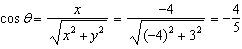 cos θ = x / √(x² + y²) = -4 / √((-4)² + 3²) = -4/5